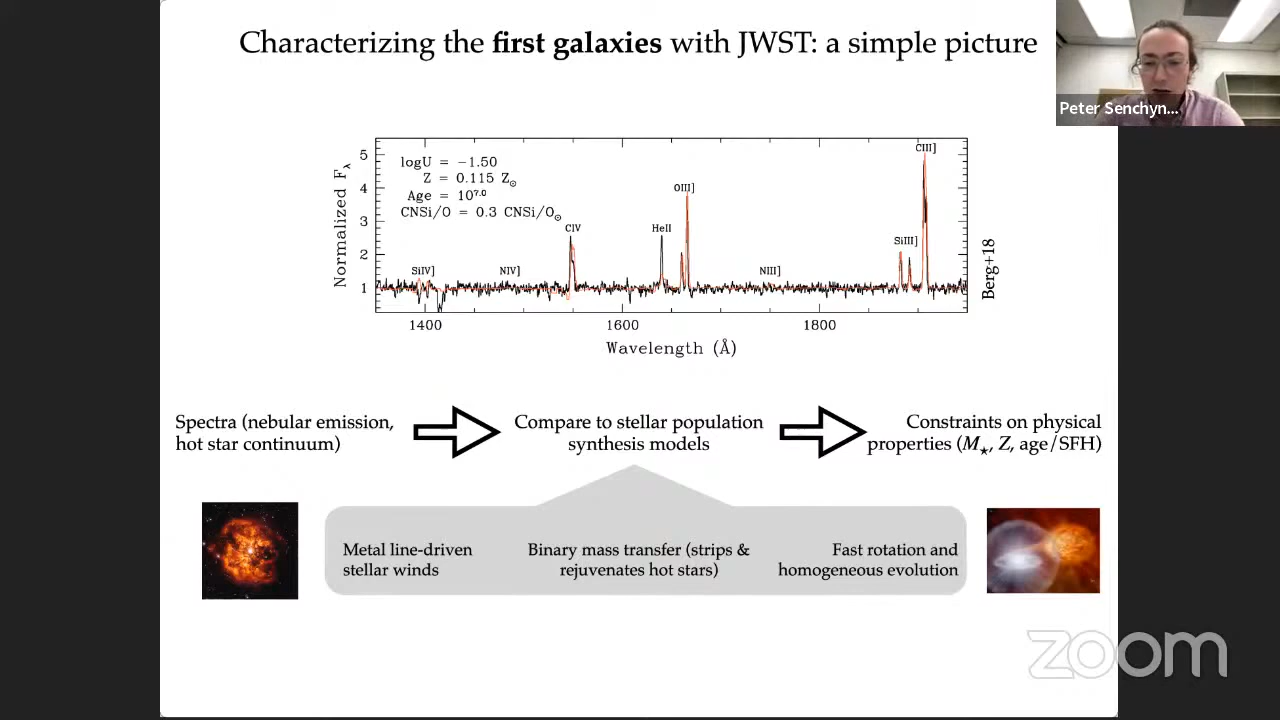 Characterizing the first galaxies with JWST: a simple picture
Peter Senchyn...
logU = −1.50
Z = 0.115 Z⊙
Age = 10^7.0
CNSi/O = 0.3 CNSi/O⊙
Normalized Fλ
5
4
3
2
1
SiIV]
NIV]
CIV
HeII
OIII]
NIII]
SiIII]
CIII]
1400
1600
1800
Wavelength (Å)
Berg+18
Spectra (nebular emission,
hot star continuum)
Compare to stellar population
synthesis models
Constraints on physical
properties (M★, Z, age/SFH)
Metal line-driven
stellar winds
Binary mass transfer (strips &
rejuvenates hot stars)
Fast rotation and
homogeneous evolution
zoom